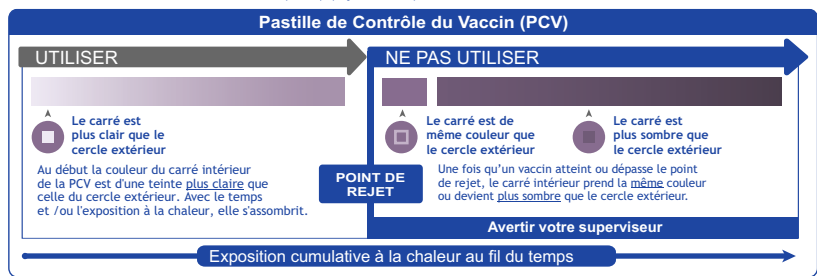 Pastille de Contrôle du Vaccin (PCV)
UTILISER
Le carré est
plus clair que le
cercle extérieur
Au début la couleur du carré intérieur
de la PCV est d'une teinte plus claire que
celle du cercle extérieur. Avec le temps
et /ou l'exposition à la chaleur, elle s'assombrit.
POINT DE
REJET
NE PAS UTILISER
Le carré est de
même couleur que
le cercle extérieur
Le carré est
plus sombre que
le cercle extérieur
Une fois qu'un vaccin atteint ou dépasse le point
de rejet, le carré intérieur prend la même couleur
ou devient plus sombre que le cercle extérieur.
Avertir votre superviseur
Exposition cumulative à la chaleur au fil du temps